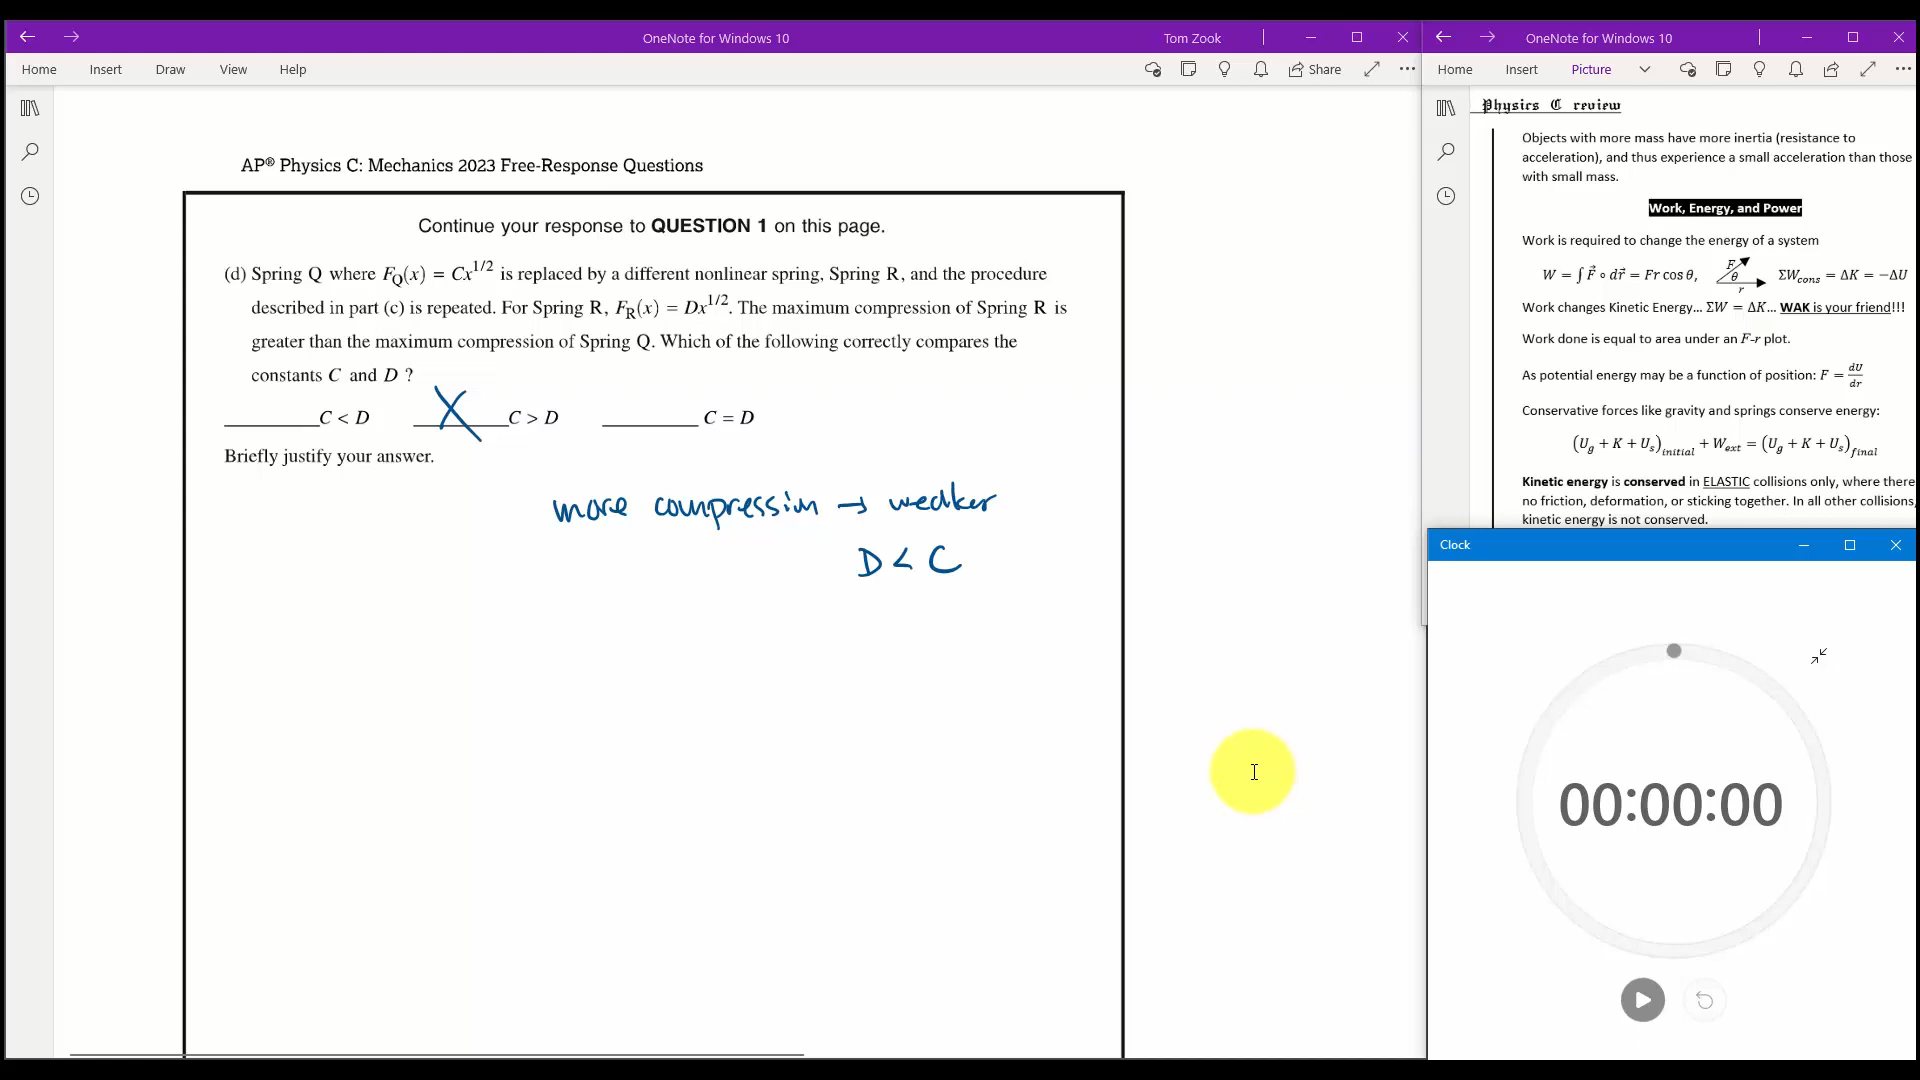 OneNote for Windows 10
Tom Zook
Home Insert Draw View Help
Share
AP® Physics C: Mechanics 2023 Free-Response Questions
Continue your response to QUESTION 1 on this page.
(d) Spring Q where F_Q(x) = Cx^{1/2} is replaced by a different nonlinear spring, Spring R, and the procedure
described in part (c) is repeated. For Spring R, F_R(x) = Dx^{1/2}. The maximum compression of Spring R is
greater than the maximum compression of Spring Q. Which of the following correctly compares the
constants C and D ?
__________C < D X__________C > D __________ C = D
Briefly justify your answer.
more compression → weaker
D < C
OneNote for Windows 10
Home Insert Picture
Physics C review
Objects with more mass have more inertia (resistance to
acceleration), and thus experience a small acceleration than those
with small mass.
Work, Energy, and Power
Work is required to change the energy of a system
W = ∫ F⃗ ∘ dr⃗ = Fr cos θ, F θ r ΣW_cons = ΔK = −ΔU
Work changes Kinetic Energy... ΣW = ΔK... WAK is your friend!!!
Work done is equal to area under an F-r plot.
As potential energy may be a function of position: F = dU/dr
Conservative forces like gravity and springs conserve energy:
(U_g + K + U_s)_initial + W_ext = (U_g + K + U_s)_final
Kinetic energy is conserved in ELASTIC collisions only, where there
no friction, deformation, or sticking together. In all other collisions,
kinetic energy is not conserved.
Clock
00:00:00